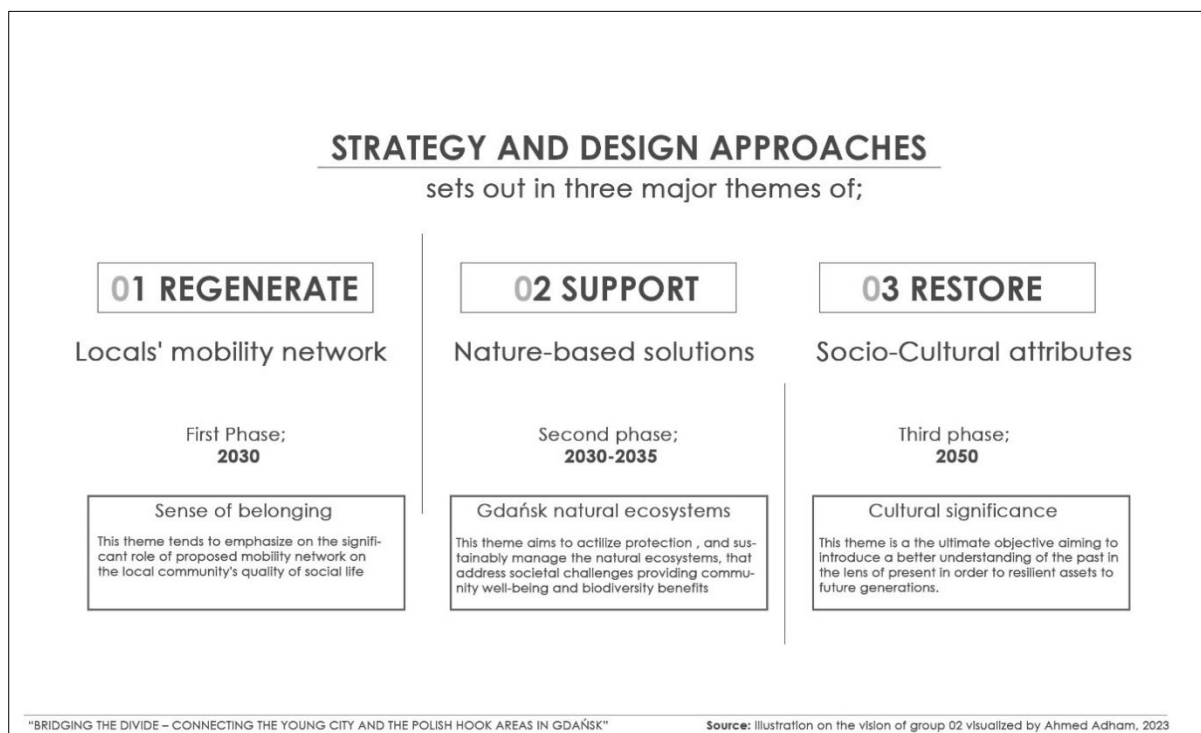 STRATEGY AND DESIGN APPROACHES
sets out in three major themes of;
01 REGENERATE
Locals' mobility network
First Phase;
2030
Sense of belonging
This theme tends to emphasize on the signifi-
cant role of proposed mobility network on
the local community's quality of social life
02 SUPPORT
Nature-based solutions
Second phase;
2030-2035
Gdańsk natural ecosystems
This theme aims to actilize protection , and sus-
tainably manage the natural ecosystems, that
address societal challenges providing commu-
nity well-being and biodiversity benefits
03 RESTORE
Socio-Cultural attributes
Third phase;
2050
Cultural significance
This theme is a the ultimate objective aiming to
introduce a better understanding of the past in
the lens of present in order to resilient assets to
future generations.
"BRIDGING THE DIVIDE – CONNECTING THE YOUNG CITY AND THE POLISH HOOK AREAS IN GDAŃSK"
Source: Illustration on the vision of group 02 visualized by Ahmed Adham, 2023